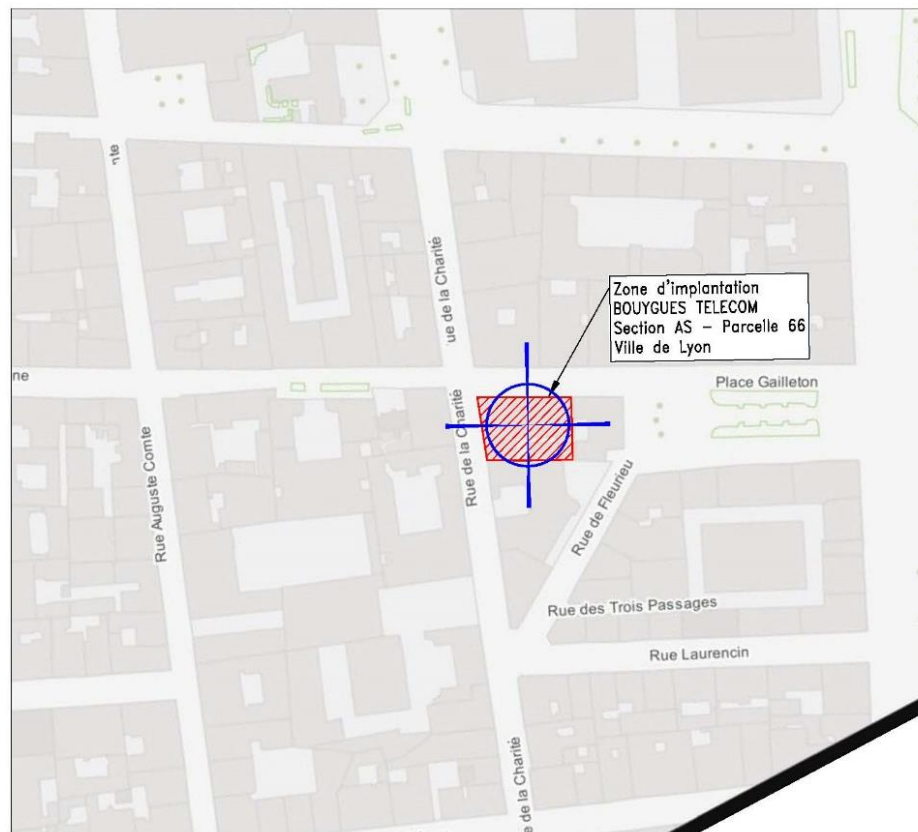 nte
ue de la Charité
Zone d'implantation
BOUYGUES TELECOM
Section AS – Parcelle 66
Ville de Lyon
ne
Place Gailleton
Rue de la Charité
Rue Auguste Comte
Rue de Fleurieu
Rue des Trois Passages
Rue Laurencin
e de la Charité